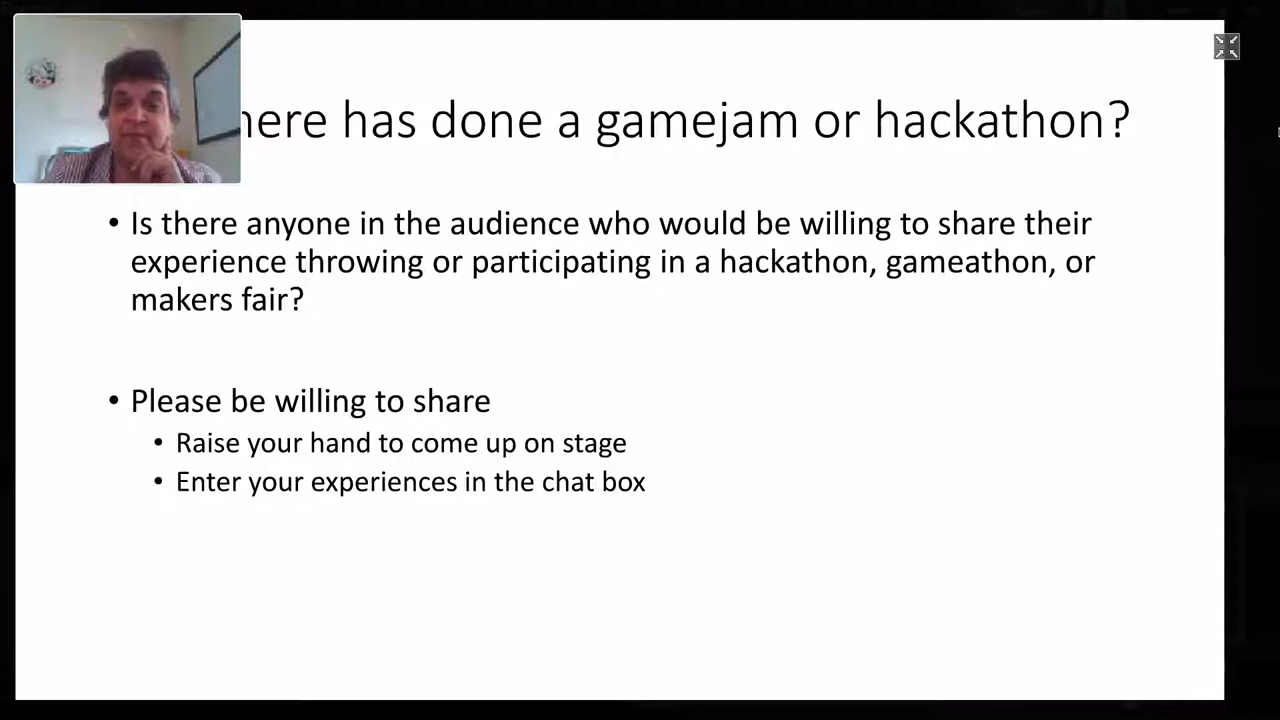 here has done a gamejam or hackathon?
• Is there anyone in the audience who would be willing to share their
experience throwing or participating in a hackathon, gameathon, or
makers fair?
• Please be willing to share
• Raise your hand to come up on stage
• Enter your experiences in the chat box